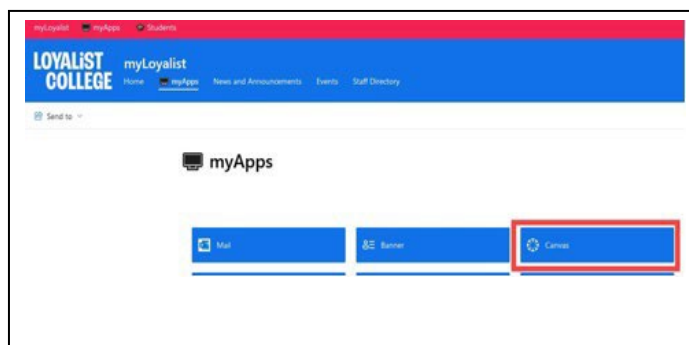 myLoyalist myApps Students
LOYALiST
COLLEGE
myLoyalist
Home myApps News and Announcements Events Staff Directory
Send to
myApps
Mail Banner Canvas